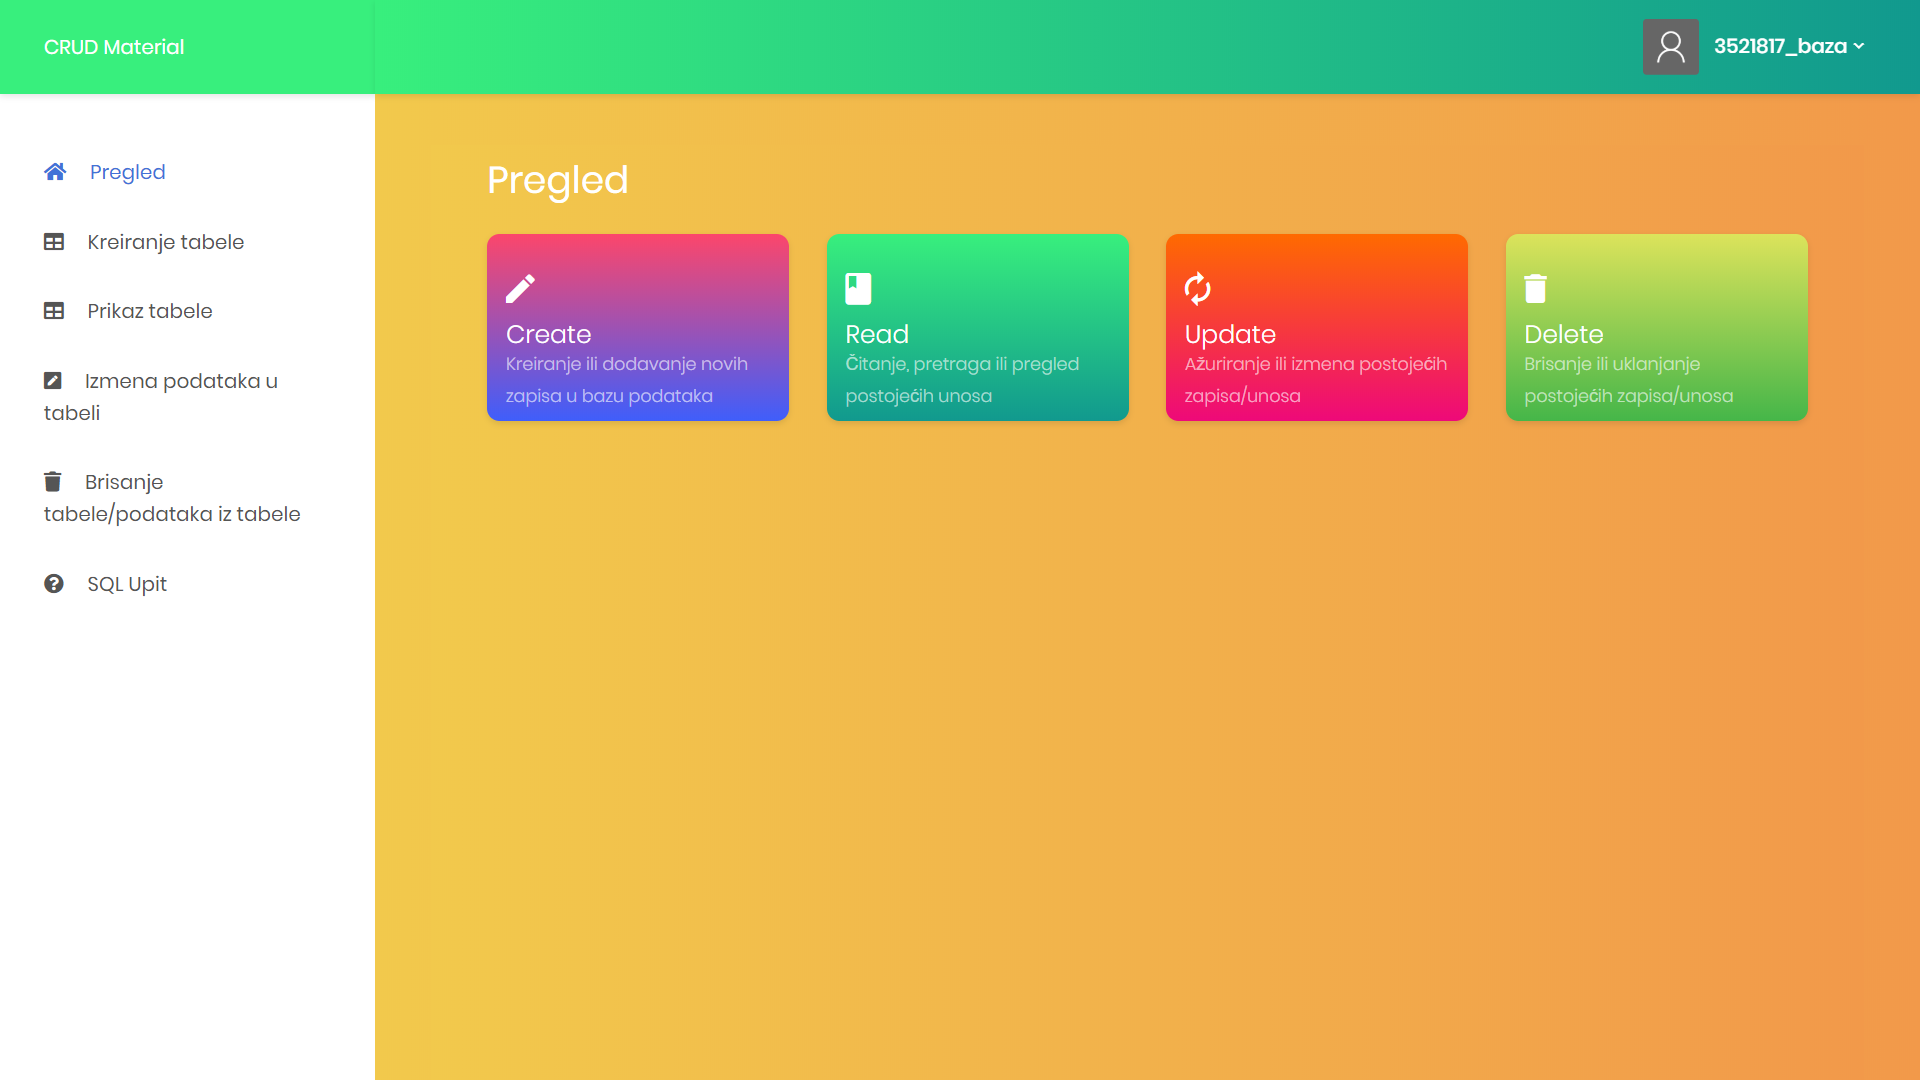 CRUD Material
3521817_baza
Pregled
Kreiranje tabele
Prikaz tabele
Izmena podataka u
tabeli
Brisanje
tabele/podataka iz tabele
SQL Upit
Pregled
Create
Kreiranje ili dodavanje novih
zapisa u bazu podataka
Read
Čitanje, pretraga ili pregled
postojećih unosa
Update
Ažuriranje ili izmena postojećih
zapisa/unosa
Delete
Brisanje ili uklanjanje
postojećih zapisa/unosa